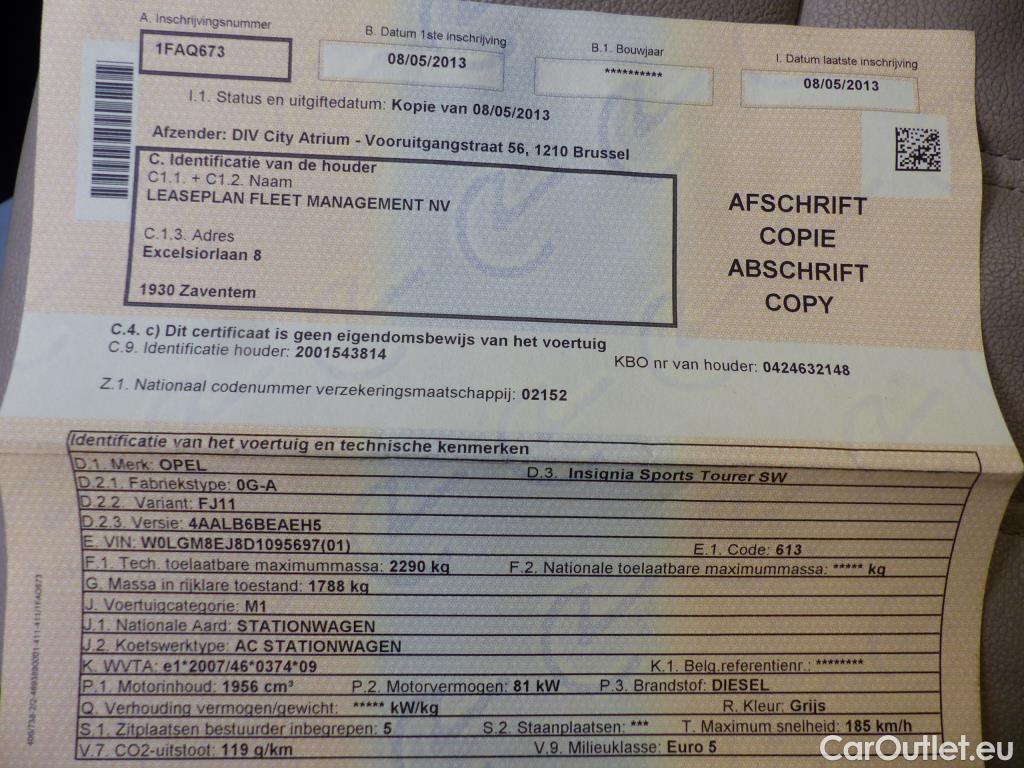 A. Inschrijvingsnummer
1FAQ673
B. Datum 1ste inschrijving
08/05/2013
B.1. Bouwjaar
**********
I. Datum laatste inschrijving
08/05/2013
I.1. Status en uitgiftedatum: Kopie van 08/05/2013
Afzender: DIV City Atrium - Vooruitgangstraat 56, 1210 Brussel
C. Identificatie van de houder
C1.1. + C1.2. Naam
LEASEPLAN FLEET MANAGEMENT NV
C.1.3. Adres
Excelsiorlaan 8
1930 Zaventem
AFSCHRIFT
COPIE
ABSCHRIFT
COPY
C.4. c) Dit certificaat is geen eigendomsbewijs van het voertuig
C.9. Identificatie houder: 2001543814
KBO nr van houder: 0424632148
Z.1. Nationaal codenummer verzekeringsmaatschappij: 02152
Identificatie van het voertuig en technische kenmerken
D.1. Merk: OPEL
D.3. Insignia Sports Tourer SW
D.2.1. Fabriekstype: 0G-A
D.2.2. Variant: FJ11
D.2.3. Versie: 4AALB6BEAEH5
E. VIN: W0LGM8EJ8D1095697(01)
E.1. Code: 613
F.1. Tech. toelaatbare maximummassa: 2290 kg
F.2. Nationale toelaatbare maximummassa: ***** kg
G. Massa in rijklare toestand: 1788 kg
J. Voertuigcategorie: M1
J.1. Nationale Aard: STATIONWAGEN
J.2. Koetswerktype: AC STATIONWAGEN
K. WVTA: e1*2007/46*0374*09
K.1. Belg.referentienr.: ********
P.1. Motorinhoud: 1956 cm³
P.2. Motorvermogen: 81 kW
P.3. Brandstof: DIESEL
Q. Verhouding vermogen/gewicht: ***** kW/kg
R. Kleur: Grijs
S.1. Zitplaatsen bestuurder inbegrepen: 5
S.2. Staanplaatsen: ***
T. Maximum snelheid: 185 km/h
V.7. CO2-uitstoot: 119 g/km
V.9. Milieuklasse: Euro 5
CarOutlet.eu